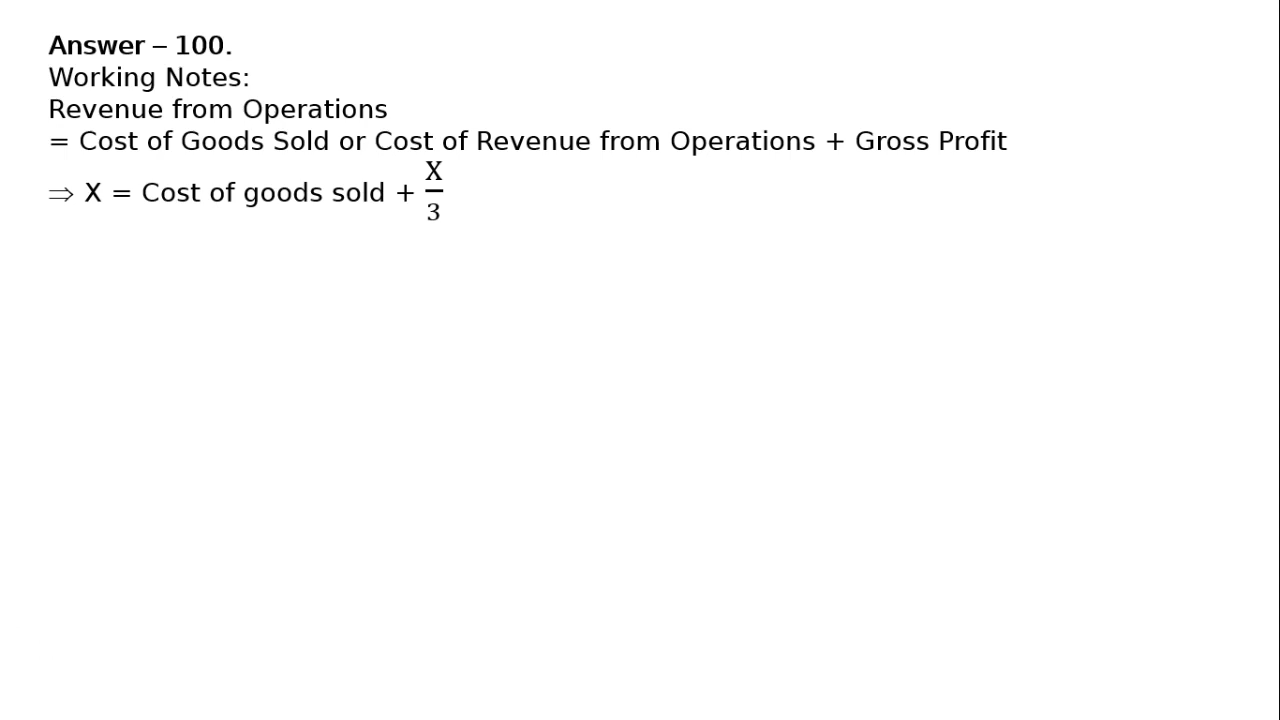 Answer – 100.
Working Notes:
Revenue from Operations
= Cost of Goods Sold or Cost of Revenue from Operations + Gross Profit
⇒ X = Cost of goods sold + X/3